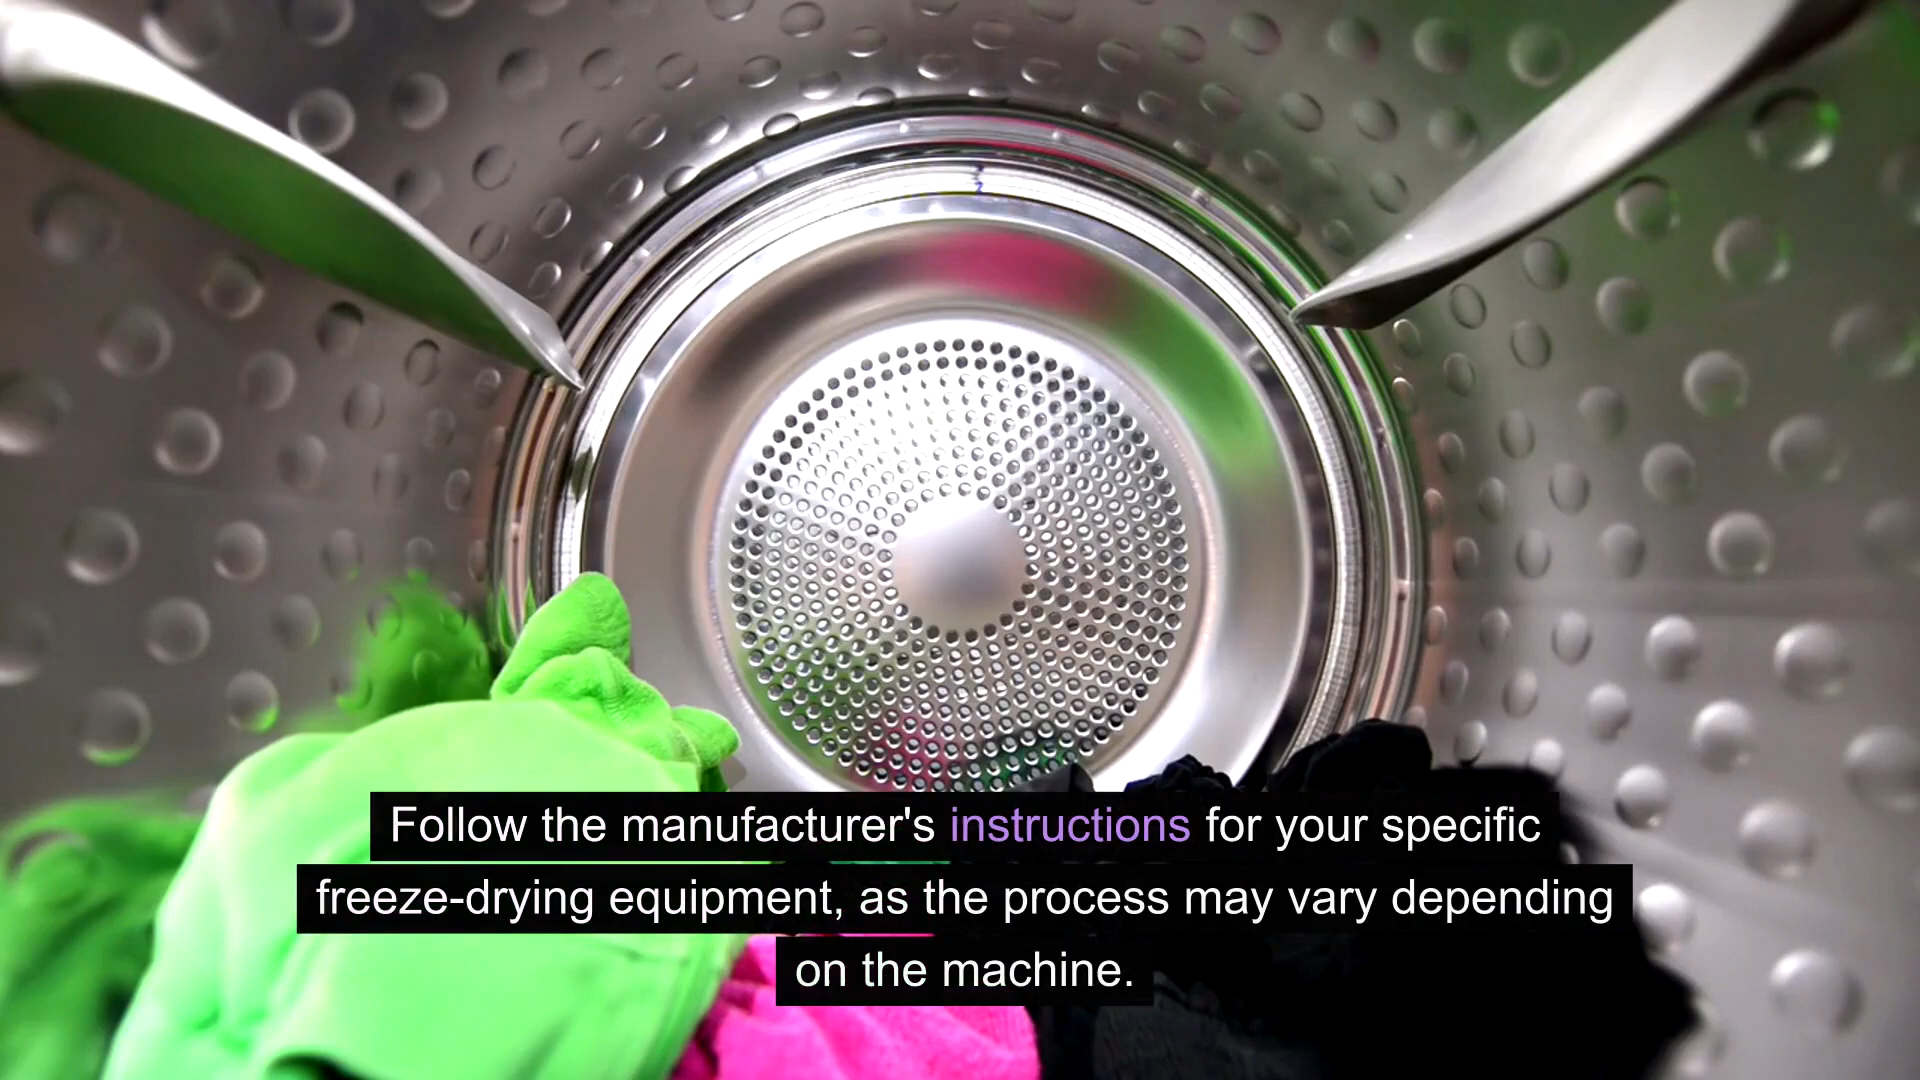 Follow the manufacturer's instructions for your specific
freeze-drying equipment, as the process may vary depending
on the machine.